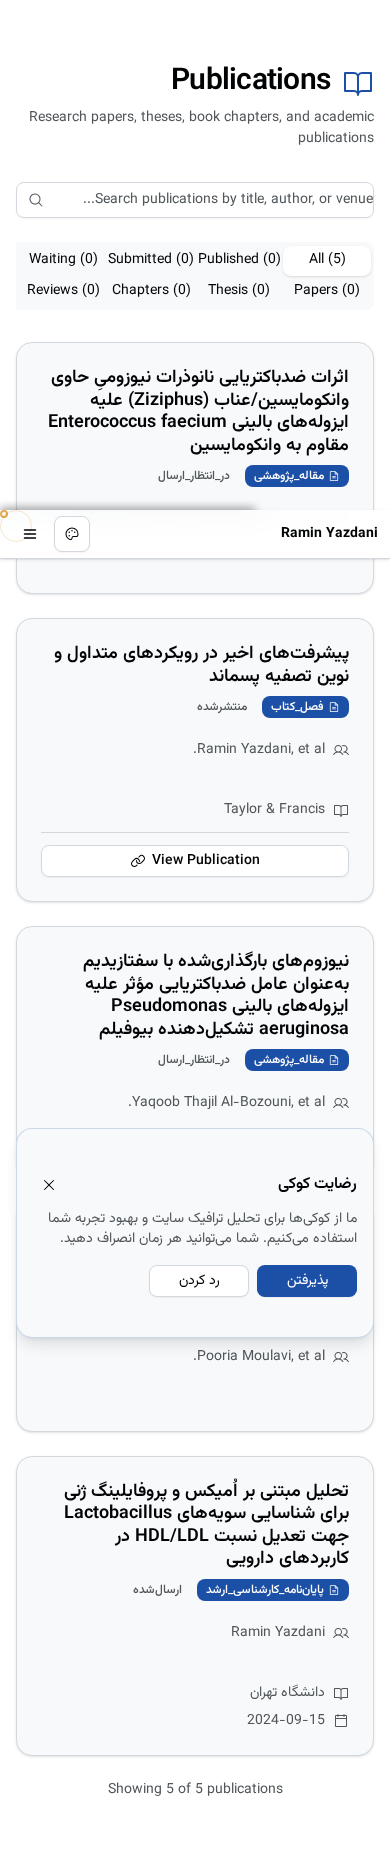 Publications
Research papers, theses, book chapters, and academic
publications
Search publications by title, author, or venue...
All (5)
Published (0)
Submitted (0)
Waiting (0)
Papers (0)
Thesis (0)
Chapters (0)
Reviews (0)
اثرات ضدباکتریایی نانوذرات نیوزومیِ حاوی
وانکومایسین/عناب (Ziziphus) علیه
ایزوله‌های بالینی Enterococcus faecium
مقاوم به وانکومایسین
مقاله_پژوهشی
در_انتظار_ارسال
Ramin Yazdani
پیشرفت‌های اخیر در رویکردهای متداول و
نوین تصفیه پسماند
فصل_کتاب
منتشرشده
Ramin Yazdani, et al.
Taylor & Francis
View Publication
نیوزوم‌های بارگذاری‌شده با سفتازیدیم
به‌عنوان عامل ضدباکتریایی مؤثر علیه
ایزوله‌های بالینی Pseudomonas
aeruginosa تشکیل‌دهنده بیوفیلم
مقاله_پژوهشی
در_انتظار_ارسال
Yaqoob Thajil Al-Bozouni, et al.
رضایت کوکی
ما از کوکی‌ها برای تحلیل ترافیک سایت و بهبود تجربه شما
استفاده می‌کنیم. شما می‌توانید هر زمان انصراف دهید.
پذیرفتن
رد کردن
Pooria Moulavi, et al.
تحلیل مبتنی بر اُمیکس و پروفایلینگ ژنی
برای شناسایی سویه‌های Lactobacillus
جهت تعدیل نسبت HDL/LDL در
کاربردهای دارویی
پایان‌نامه_کارشناسی_ارشد
ارسال‌شده
Ramin Yazdani
دانشگاه تهران
2024-09-15
Showing 5 of 5 publications